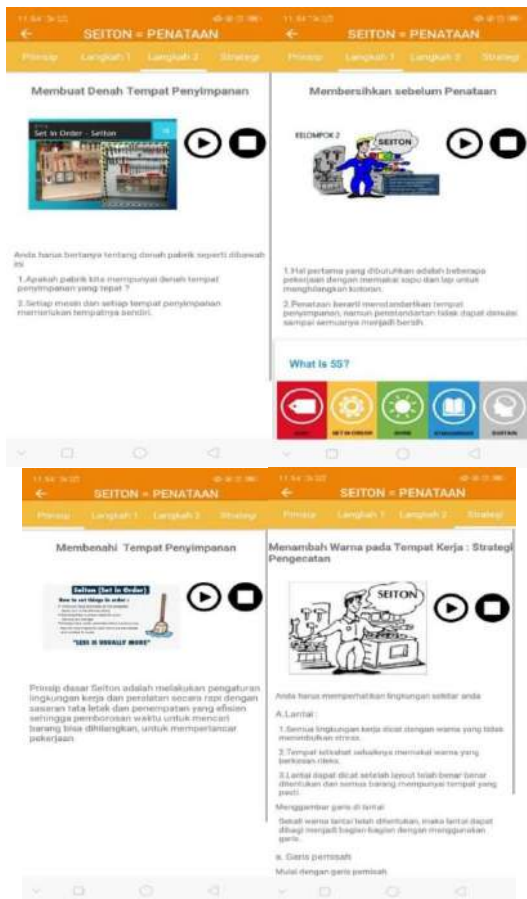 SEITON = PENATAAN
Prinsip Langkah 1 Langkah 2 Strategi
Membuat Denah Tempat Penyimpanan
Set in Order - Seiton
Anda harus bertanya tentang denah pabrik seperti dibawah
ini
1.Apakah pabrik kita mempunyai denah tempat
penyimpanan yang tepat ?
2.Setiap mesin dan setiap tempat penyimpanan
memerlukan tempatnya sendiri.
SEITON = PENATAAN
Prinsip Langkah 1 Langkah 2 Strategi
Membersihkan sebelum Penataan
KELOMPOK 2
SEITON
1.Hal pertama yang dibutuhkan adalah beberapa
pekerjaan dengan memakai sapu dan lap untuk
menghilangkan kotoran.
2.Penataan berarti menstandartkan tempat
penyimpanan, namun penstandartan tidak dapat dimulai
sampai semuanya menjadi bersih.
What is 5S?
SET IN ORDER
SHINE
STANDARDISE
SUSTAIN
SEITON = PENATAAN
Prinsip Langkah 1 Langkah 2 Strategi
Membenahi Tempat Penyimpanan
Seiton (Set in Order)
How to set things in order :
"LESS IS USUALLY MORE"
Prinsip dasar Seiton adalah melakukan pengaturan
lingkungan kerja dan peralatan secara rapi dengan
sasaran tata letak dan penempatan yang efisien
sehingga pemborosan waktu untuk mencari
barang bisa dihilangkan, untuk memperlancar
pekerjaan.
SEITON = PENATAAN
Prinsip Langkah 1 Langkah 2 Strategi
Menambah Warna pada Tempat Kerja : Strategi
Pengecatan
SEITON
Anda harus memperhatikan lingkungan sekitar anda
A.Lantai :
1.Semua lingkungan kerja dicat dengan warna yang tidak
menimbulkan stress.
2.Tempat istirahat sebaiknya memakai warna yang
berkesan rileks.
3.Lantai dapat dicat setelah layout telah benar-benar
ditentukan dan semua barang mempunyai tempat yang
pasti.
Menggambar garis di lantai
Sekali warna lantai telah ditentukan, maka lantai dapat
dibagi menjadi bagian-bagian dengan menggunakan
garis.
a. Garis pemisah
Mulai dengan garis pemisah